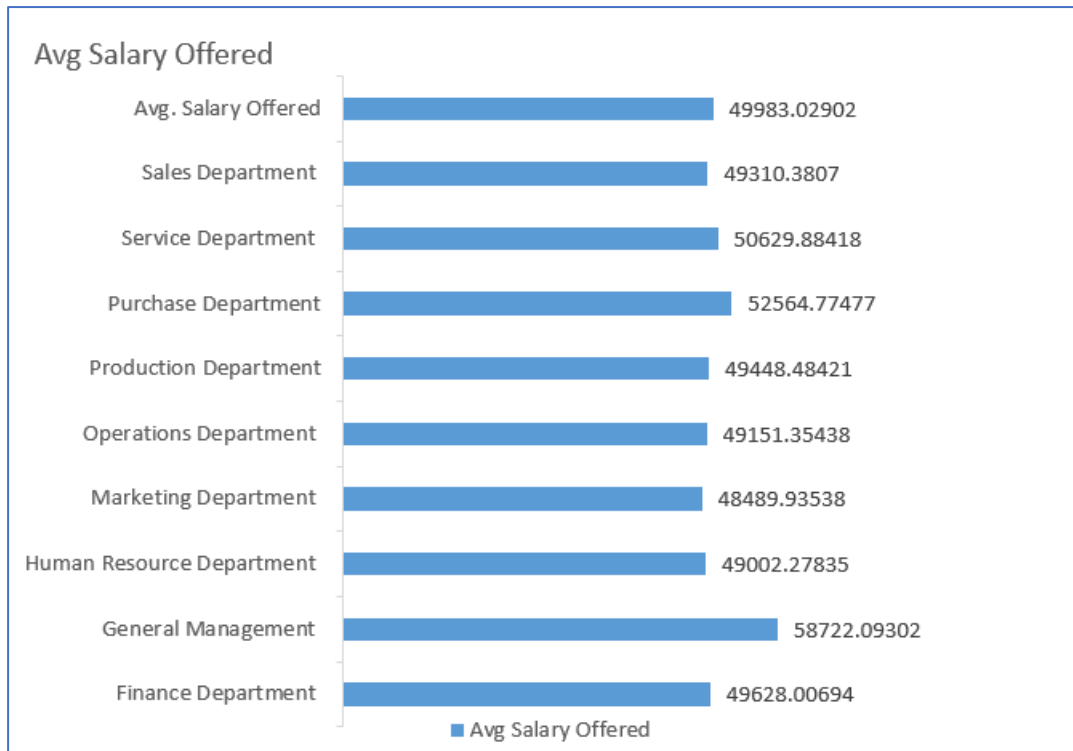 Avg Salary Offered
Avg. Salary Offered 49983.02902
Sales Department 49310.3807
Service Department 50629.88418
Purchase Department 52564.77477
Production Department 49448.48421
Operations Department 49151.35438
Marketing Department 48489.93538
Human Resource Department 49002.27835
General Management 58722.09302
Finance Department 49628.00694
Avg Salary Offered